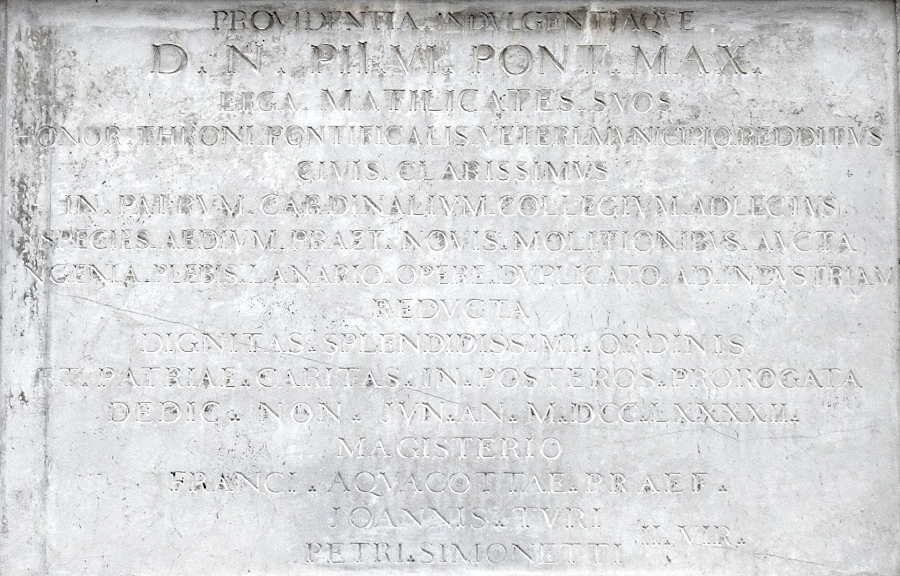 PROVIDENTIA. INDVLGENTIAQVE
D. N. PII. VI. PONT. MAX.
ERGA. MATILICATES. SVOS
HONOR. THRONI. PONTIFICALIS. VETERI. MVNICIPIO. REDDITVS
CIVIS. CLARISSIMVS
IN. PATRVM. CARDINALIVM. COLLEGIVM. ADLECTVS
SPECIES. AEDIVM. PRAET. NOVIS. MOLITIONIBVS. AVCTA
NGENIA. PLEBIS. LANARIO. OPERE. DVPLICATO. AD. INDVSTRIAM
REDVCTA
DIGNITAS. SPLENDIDISSIMI. ORDINIS
ET. PATRIAE. CARITAS. IN. POSTEROS. PROROGATA
DEDIC. NON. JVN. AN. M.DCC.LXXXXII.
MAGISTERIO
FRANCI. AQVACOTTAE. PRAEF.
JOANNIS. TVRI
II. VIR.
PETRI. SIMONETTI